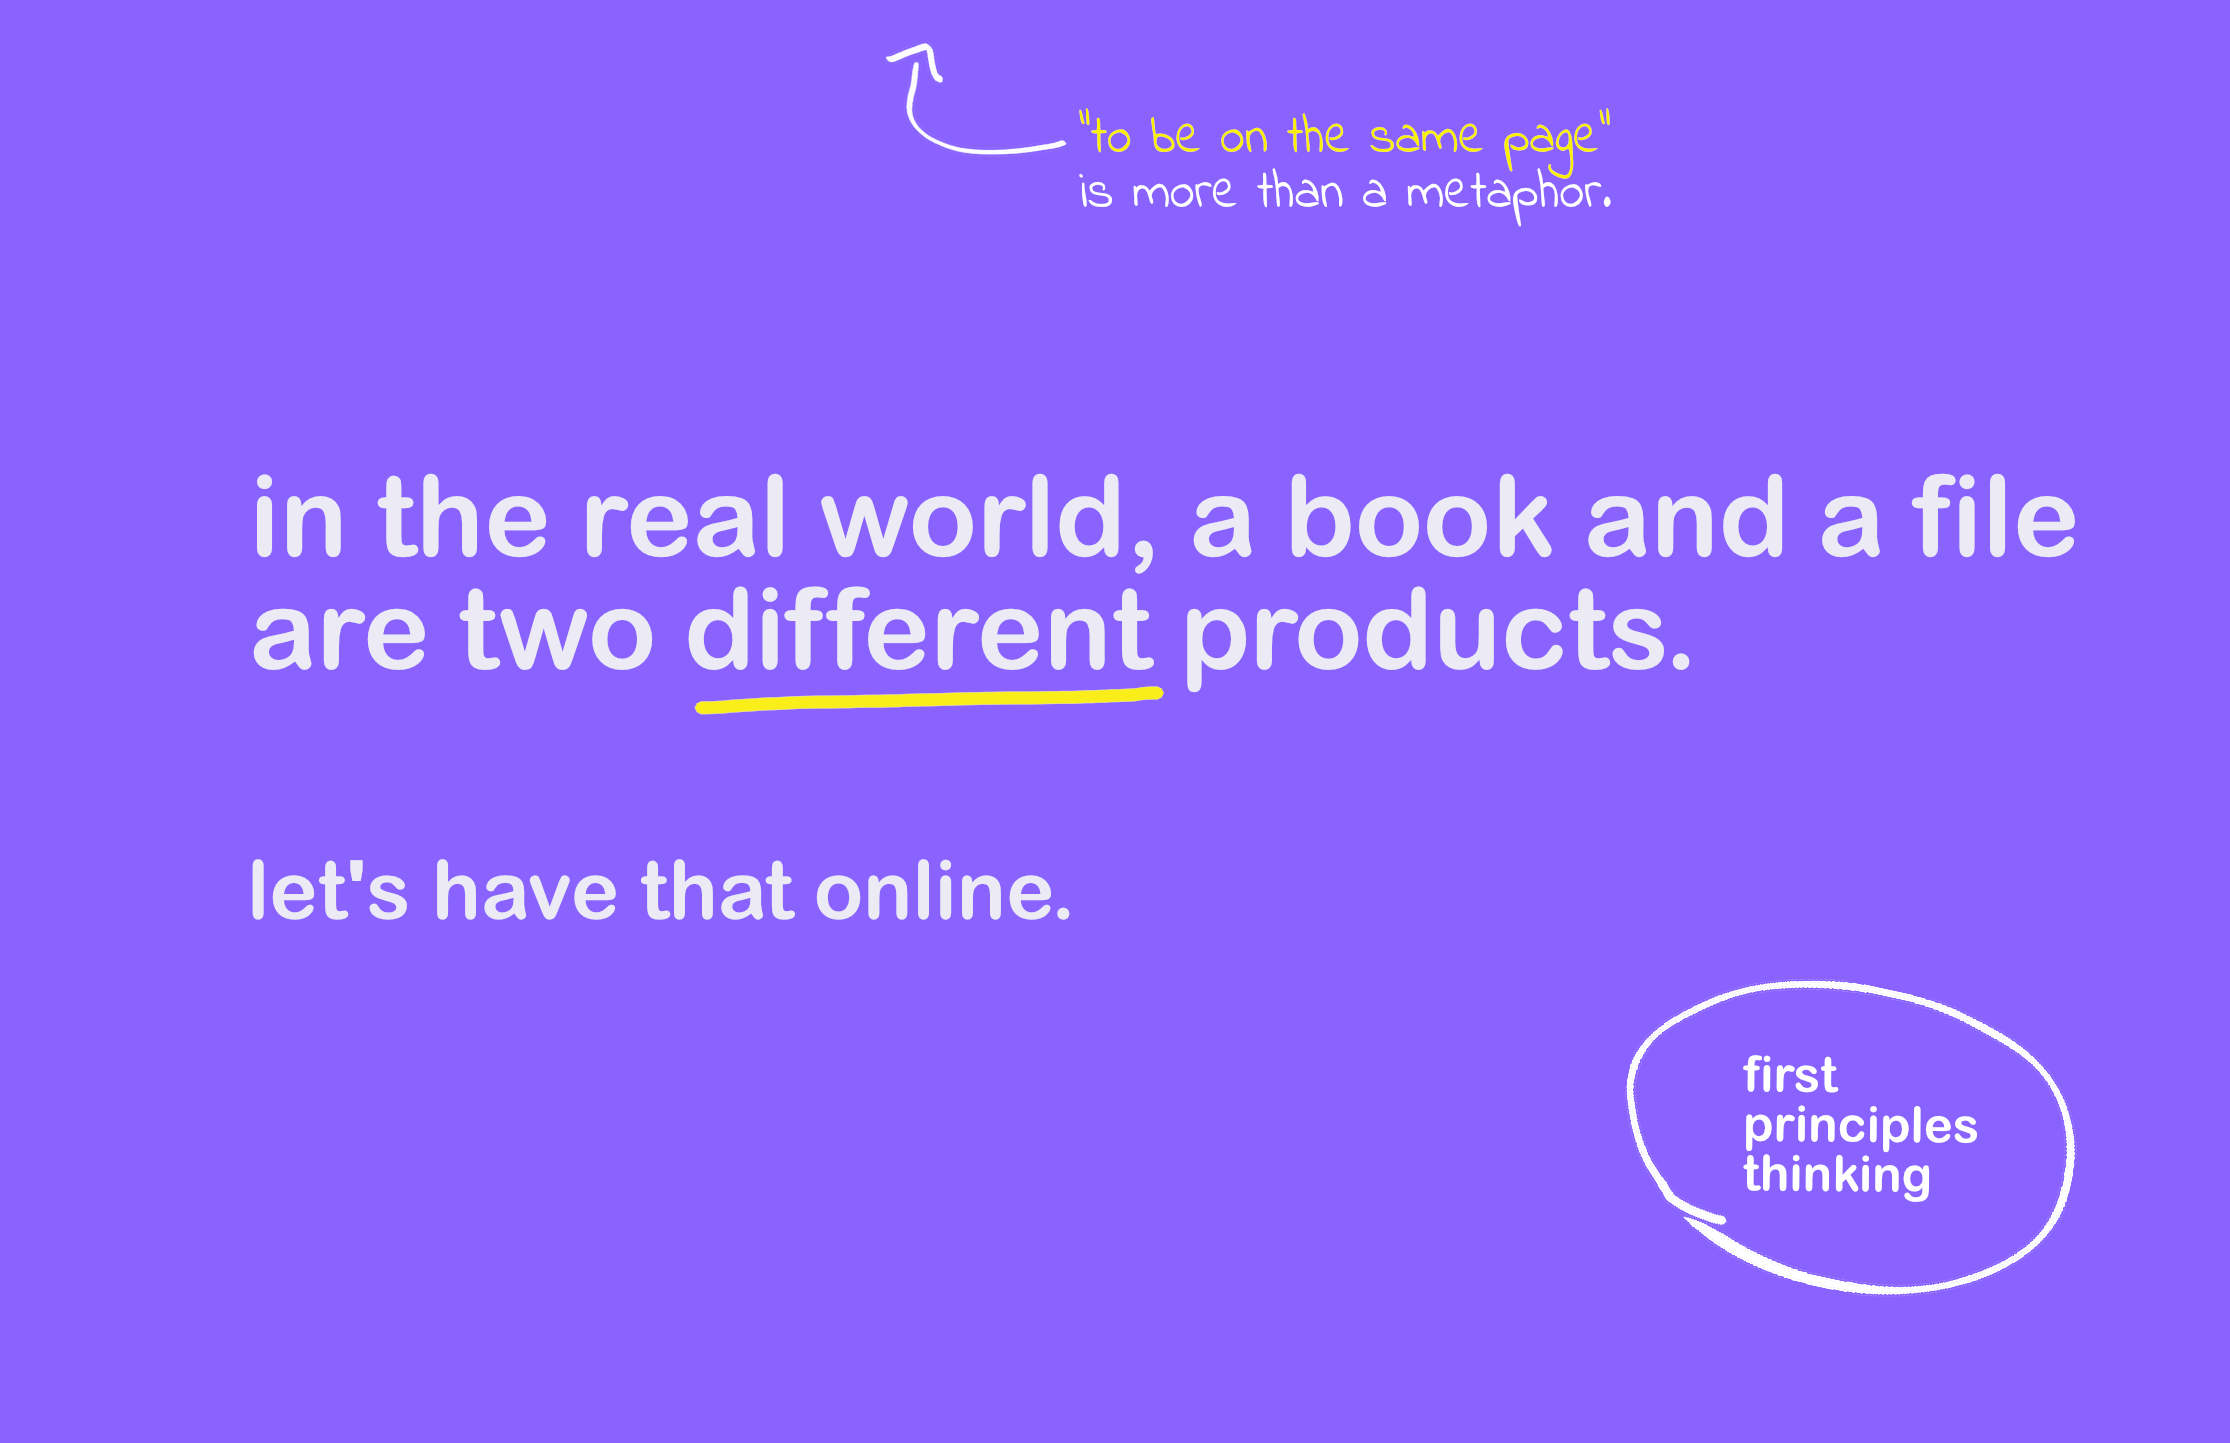 "to be on the same page"
is more than a metaphor.
in the real world, a book and a file
are two different products.
let's have that online.
first
principles
thinking